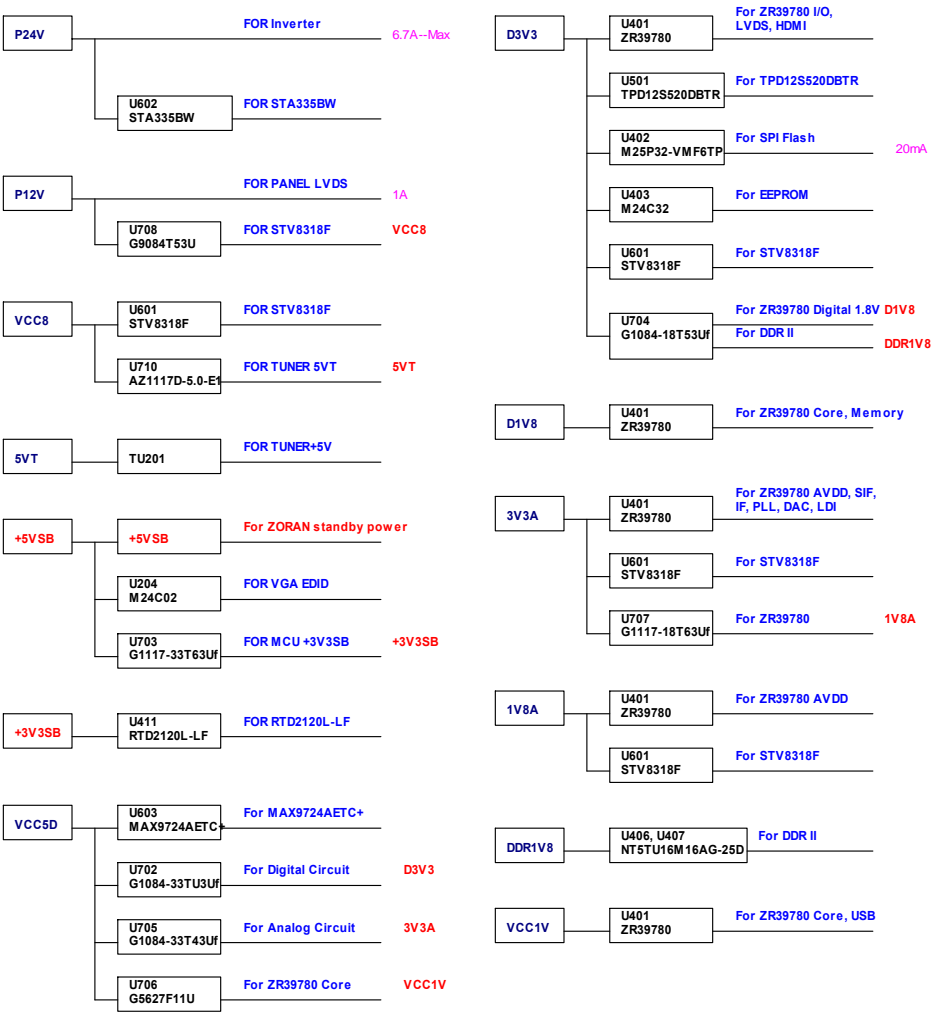 P24V
FOR Inverter
6.7A--Max
U602
STA335BW
FOR STA335BW
P12V
FOR PANEL LVDS
1A
U708
G9084T53U
FOR STV8318F
VCC8
VCC8
U601
STV8318F
FOR STV8318F
U710
AZ1117D-5.0-E1
FOR TUNER 5VT
5VT
5VT
TU201
FOR TUNER+5V
+5VSB
+5VSB
For ZORAN standby power
U204
M24C02
FOR VGA EDID
U703
G1117-33T63Uf
FOR MCU +3V3SB
+3V3SB
+3V3SB
U411
RTD2120L-LF
FOR RTD2120L-LF
VCC5D
U603
MAX9724AETC+
For MAX9724AETC+
U702
G1084-33TU3Uf
For Digital Circuit
D3V3
U705
G1084-33T43Uf
For Analog Circuit
3V3A
U706
G5627F11U
For ZR39780 Core
VCC1V
D3V3
U401
ZR39780
For ZR39780 I/O,
LVDS, HDMI
U501
TPD12S520DBTR
For TPD12S520DBTR
U402
M25P32-VMF6TP
For SPI Flash
20mA
U403
M24C32
For EEPROM
U601
STV8318F
For STV8318F
U704
G1084-18T53Uf
For ZR39780 Digital 1.8V
D1V8
For DDR II
DDR1V8
D1V8
U401
ZR39780
For ZR39780 Core, Memory
3V3A
U401
ZR39780
For ZR39780 AVDD, SIF,
IF, PLL, DAC, LDI
U601
STV8318F
For STV8318F
U707
G1117-18T63Uf
For ZR39780
1V8A
1V8A
U401
ZR39780
For ZR39780 AVDD
U601
STV8318F
For STV8318F
DDR1V8
U406, U407
NT5TU16M16AG-25D
For DDR II
VCC1V
U401
ZR39780
For ZR39780 Core, USB